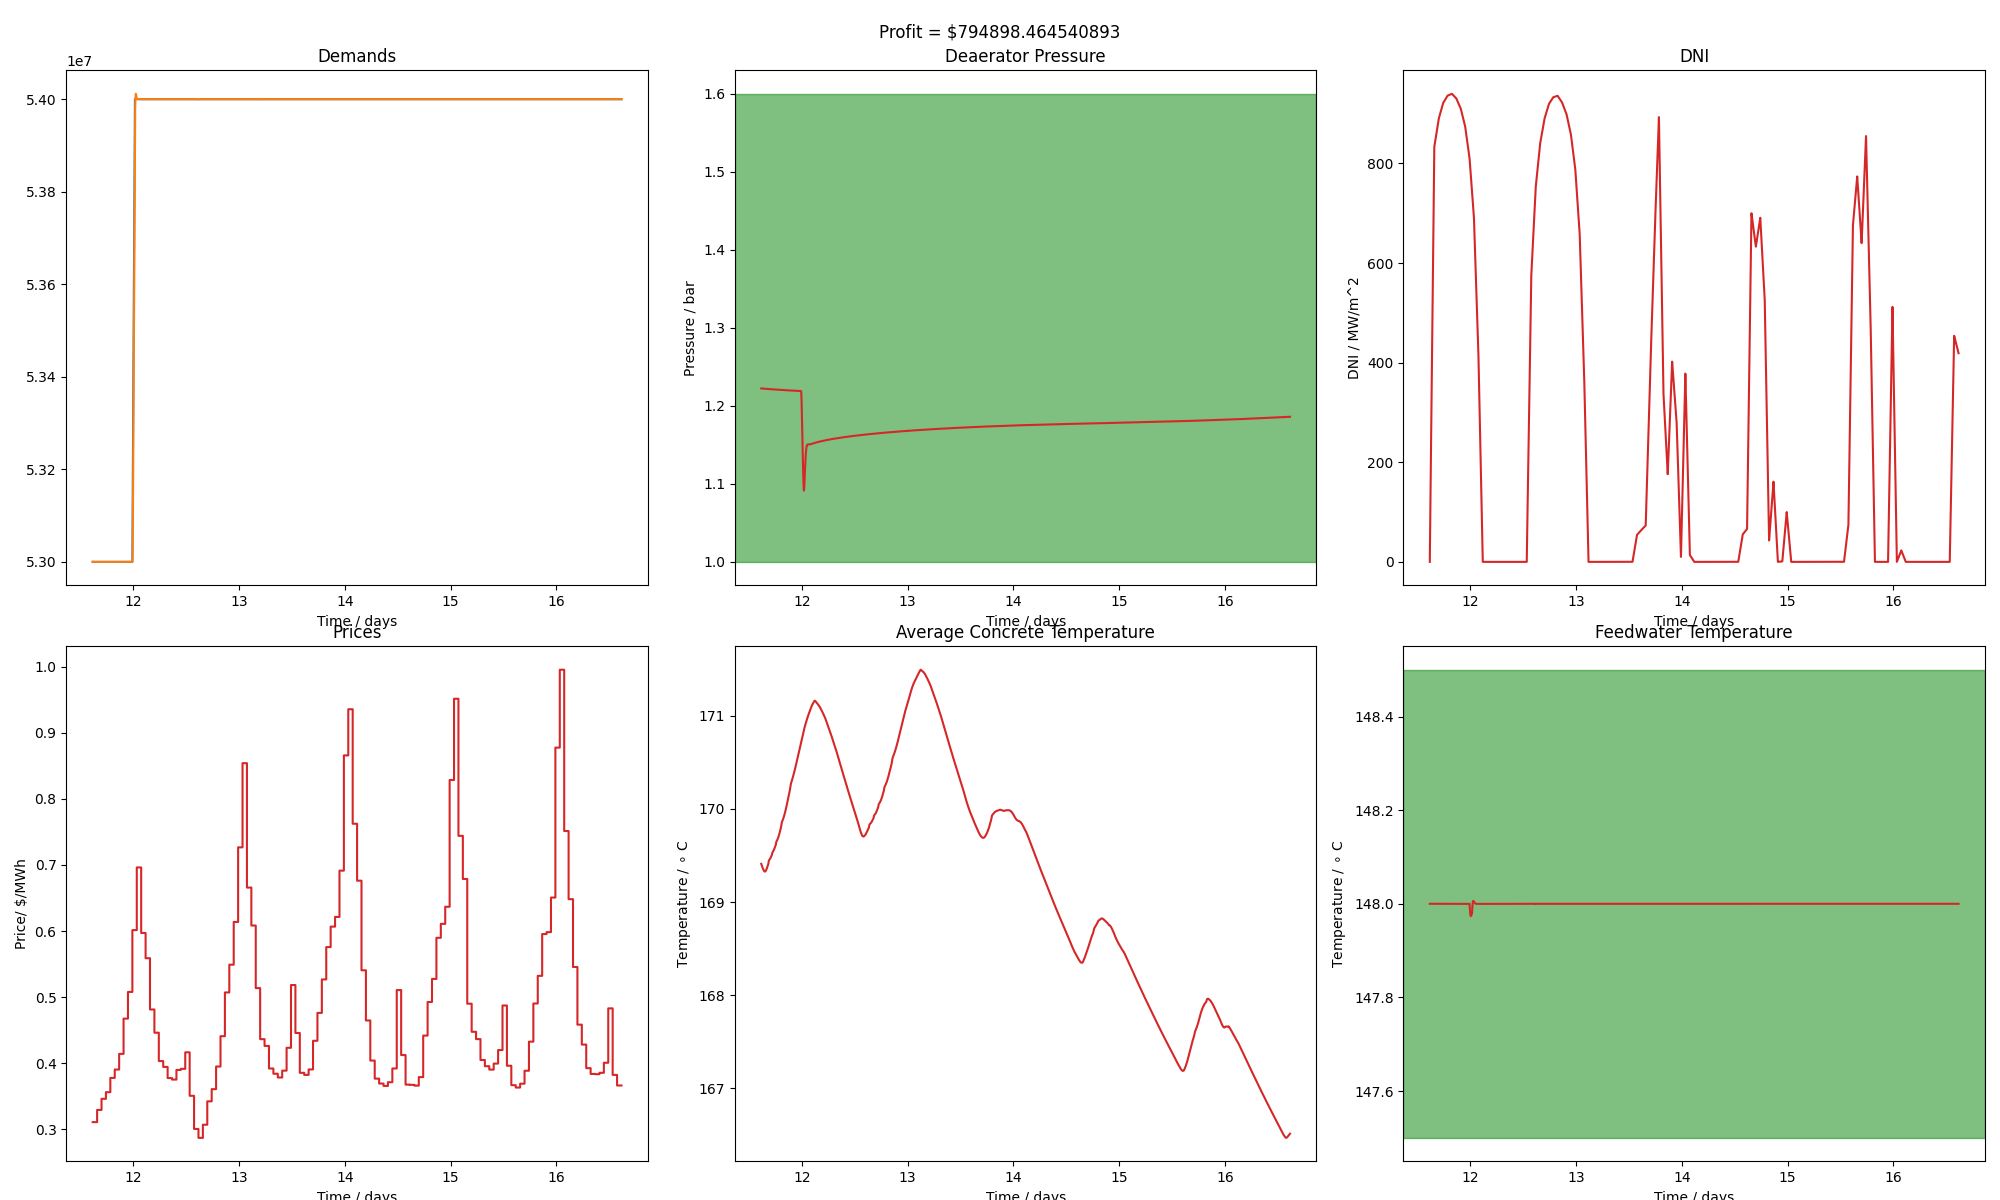 Profit = $794898.464540893
Demands
1e7
5.40
5.38
5.36
5.34
5.32
5.30
12 13 14 15 16
Time / days
Deaerator Pressure
Pressure / bar
1.6
1.5
1.4
1.3
1.2
1.1
1.0
12 13 14 15 16
Time / days
DNI
DNI / MW/m^2
800
600
400
200
0
12 13 14 15 16
Time / days
Prices
Price/ $/MWh
1.0
0.9
0.8
0.7
0.6
0.5
0.4
0.3
12 13 14 15 16
Time / days
Average Concrete Temperature
Temperature / ∘ C
171
170
169
168
167
12 13 14 15 16
Time / days
Feedwater Temperature
Temperature / ∘ C
148.4
148.2
148.0
147.8
147.6
12 13 14 15 16
Time / days